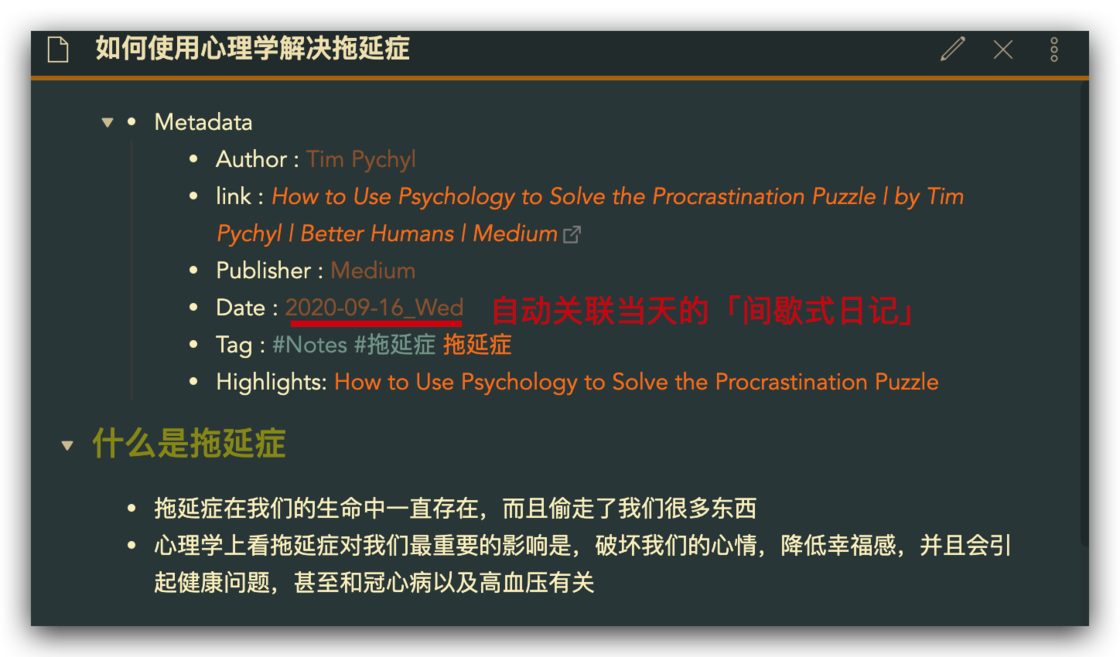 如何使用心理学解决拖延症
Metadata
Author : Tim Pychyl
link : How to Use Psychology to Solve the Procrastination Puzzle | by Tim
Pychyl | Better Humans | Medium
Publisher : Medium
Date : 2020-09-16_Wed 自动关联当天的「间歇式日记」
Tag : #Notes #拖延症 拖延症
Highlights: How to Use Psychology to Solve the Procrastination Puzzle
什么是拖延症
拖延症在我们的生命中一直存在，而且偷走了我们很多东西
心理学上看拖延症对我们最重要的影响是，破坏我们的心情，降低幸福感，并且会引
起健康问题，甚至和冠心病以及高血压有关